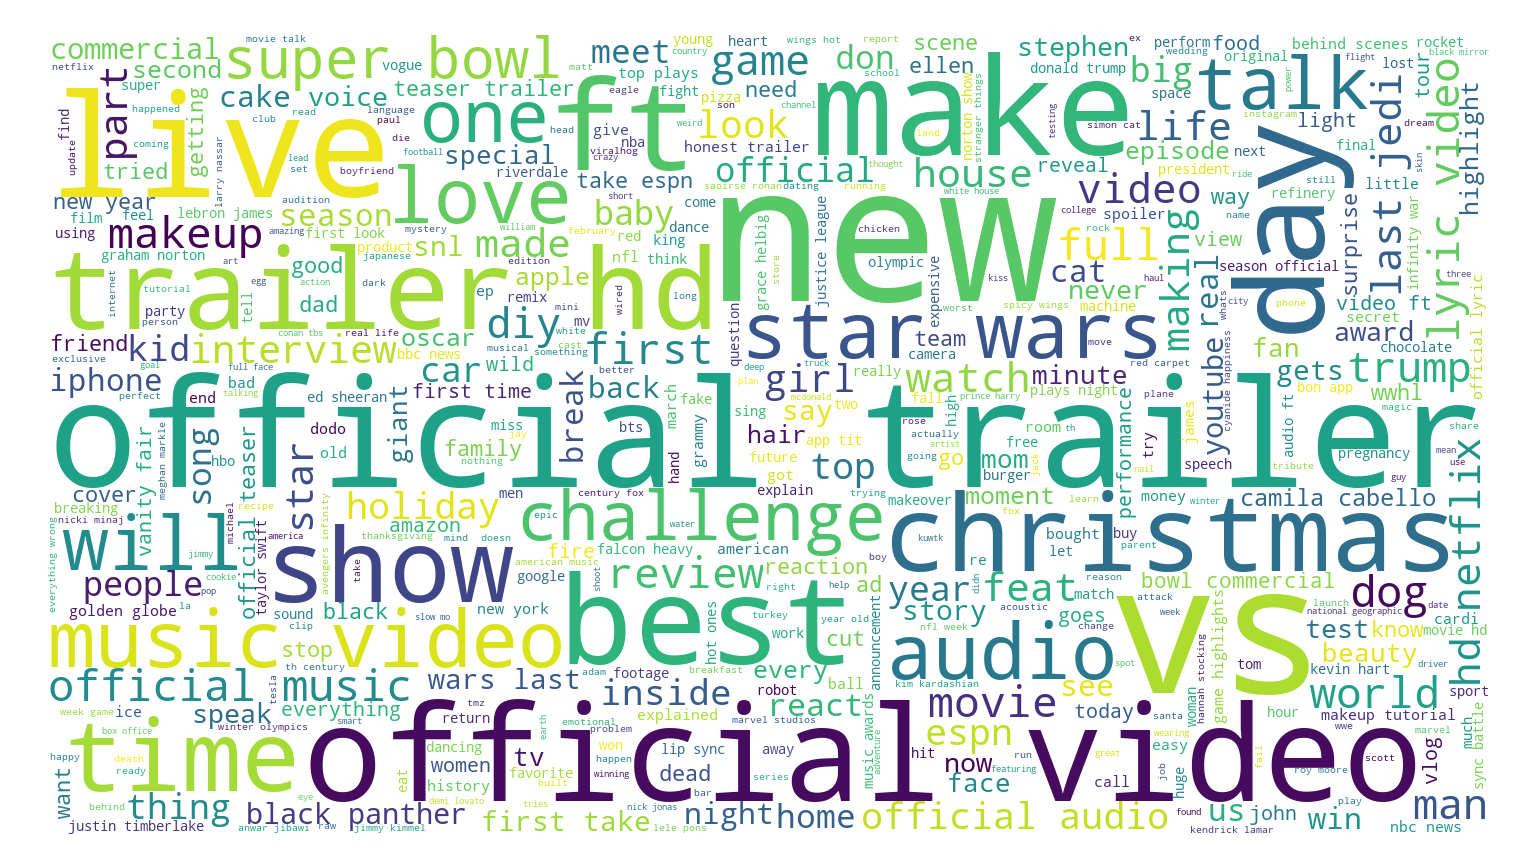 official trailer
official video
new
vs
live
make
day
christmas
best
trailer hd
show
star wars
time
ft
music video
one
super bowl
love
talk
audio
challenge
will
official music
last jedi
lyric video
netflix
hd
world
man
dog
game
life
house
video
makeup
interview
kid
diy
first
girl
watch
trump
full
official
look
baby
made
snl
season
special
commercial
second
cake
voice
part
getting
tried
new year
meet
don
need
scene
ellen
stephen
big
episode
food
behind scenes
tour
light
highlight
perform
rocket
original
teaser trailer
take espn
top plays
honest trailer
donald trump
space
reveal
spoiler
way
making
cat
never
view
surprise
award
fan
gets
wwhl
youtube real
performance
minute
team
expensive
say
hair
top
mom
go
moment
break
back
car
wild
oscar
apple
good
dad
friend
iphone
song
star
giant
family
holiday
amazon
black
people
cover
breaking
vanity fair
official teaser
taylor swift
golden globe
sound
stop
speak
everything
thing
want
black panther
first take
night
home
official audio
inside
react
review
reaction
fire
year
feat
story
goes
bowl commercial
camila cabello
test
know
beauty
kevin hart
movie
see
espn
now
face
today
us
john
win
vlog
sync battle
nbc news
justin timberlake
wars last
women
tv
dead
history
favorite
dancing
lip sync
footage
announcement
music awards
every
cut
work
hot ones
american
falcon heavy
google
new york
explained
robot
ball
makeup tutorial
game highlights
woman
huge
easy
call
hit
movie hd
cardi
match
money
bought
buy
let
pregnancy
speech
audio ft
try
james
room
free
burger
makeover
explain
future
app tit
grammy
sing
fake
march
bts
miss
old
dodo
hbo
ed sheeran
first time
bbc news
graham norton
lebron james
first look
film
feel
using
party
tell
remix
mv
ep
nfl
think
red
king
dance
come
nba
give
fight
pizza
young
heart
vogue
riverdale
norton show
stranger things
justice league
grace helbig
olympic
camera
machine
question
really
two
plays night
high
season official
video ft
secret
chocolate
bon app
infinity war
official lyric
little
final
next
president
refinery
movie talk
netflix
super
happened
club
read
language
paul
die
football
head
eagle
matt
country
wings hot
report
school
channel
son
weird
viralhog
crazy
short
william
february
saoirse ronan
dating
running
thought
land
white house
college
testing
simon cat
wedding
ex
flight
lost
power
black mirror
instagram
dream
ride
still
skin
name
rock
chicken
kiss
haul
spicy wings
worst
move
store
city
whats
phone
three
find
update
coming
lead
set
boyfriend
audition
larry nassar
amazing
mystery
art
internet
tutorial
person
egg
action
dark
japanese
product
edition
long
mini
wired
white
conan tbs
real life
musical
something
cast
better
exclusive
goal
perfect
full face
talking
bad
end
meghan markle
nicki minaj
michael
recipe
jimmy
cookie
pop
la
america
take
thanksgiving
mind
doesn
american music
avengers infinity
everything wrong
nothing
jay
men
century fox
epic
hand
got
water
trying
going
actually
artist
rose
fall
prince harry
mcdonald
plan
deep
truck
red carpet
plane
cyanide happiness
magic
share
mean
use
guy
tribute
th
jack
nail
learn
fox
winter
kuwtk
re
boy
parent
reason
attack
week
change
acoustic
didn
nfl week
launch
national geographic
date
driver
sport
much
marvel
wwe
hour
santa
hannah stocking
tom
spot
kim kardashian
right
help
shoot
turkey
year old
breakfast
adam
th century
clip
slow mo
tesla
ice
week game
box office
winter olympics
happy
death
ready
behind
smart
eye
anwar jibawi
raw
jimmy kimmel
demi lovato
tries
eat
return
tmz
earth
emotional
problem
won
happen
built
series
winning
bar
nick jonas
lele pons
away
marvel studios
adventure
run
featuring
great
wearing
job
fail
found
kendrick lamar
roy moore
scott
play
ad